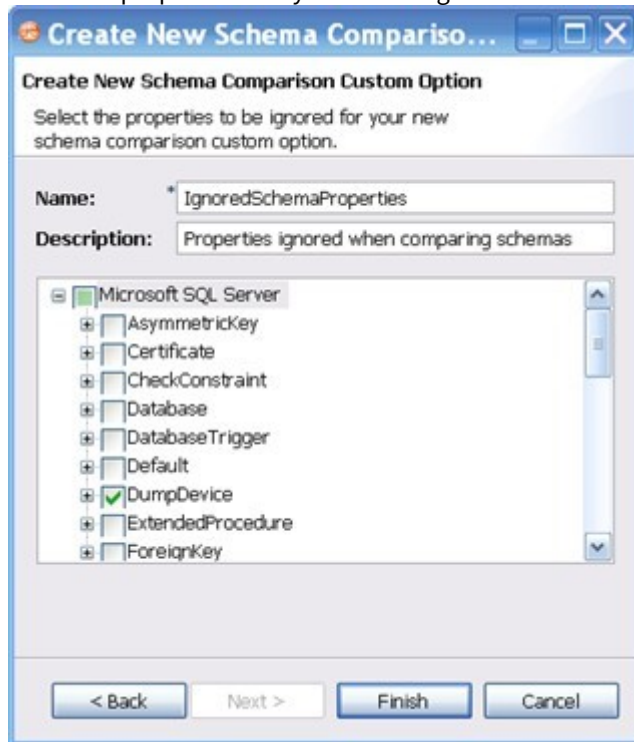 Create New Schema Compariso...
Create New Schema Comparison Custom Option
Select the properties to be ignored for your new
schema comparison custom option.
Name: * IgnoredSchemaProperties
Description: Properties ignored when comparing schemas
Microsoft SQL Server
AsymmetricKey
Certificate
CheckConstraint
Database
DatabaseTrigger
Default
DumpDevice
ExtendedProcedure
ForeignKey
< Back Next > Finish Cancel